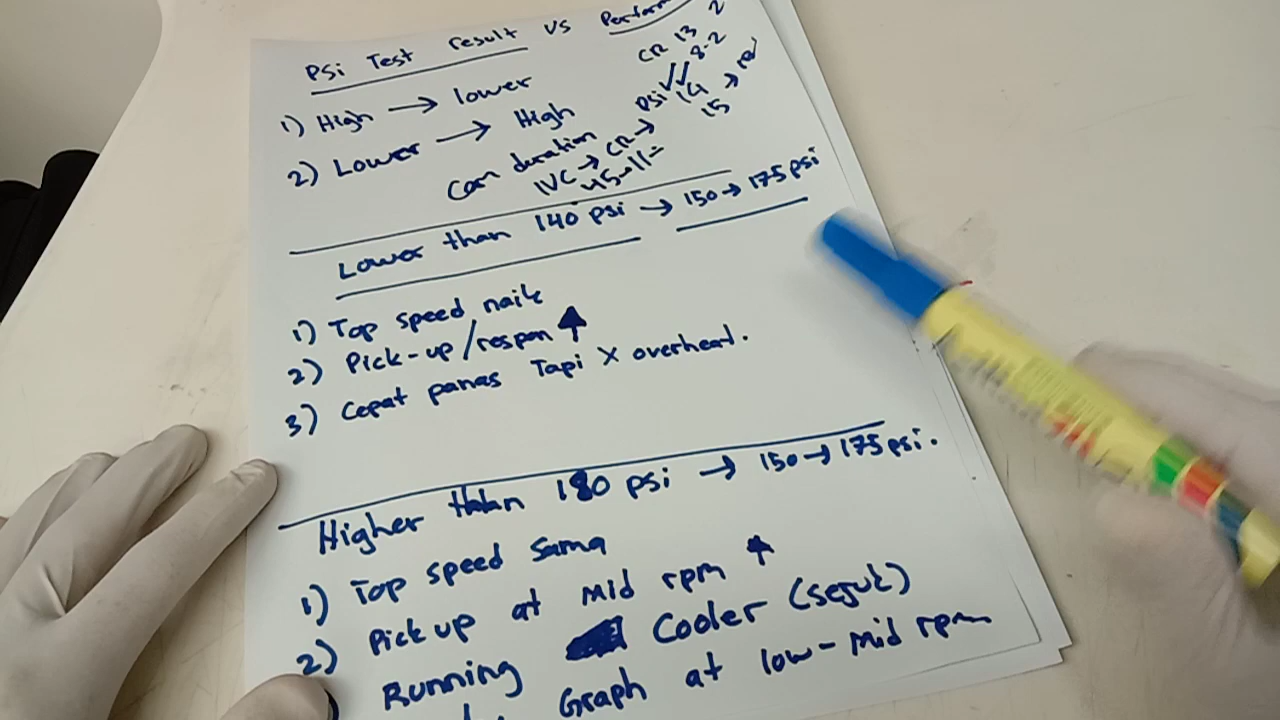 PSi Test result VS Perform
CR 13 2
8.2
1) High → lower
PSi 14
15 →
2) Lower → High
Cam duration
IVC → CR →
45
Lower than 140 psi → 150 → 175 psi
1) Top speed naik
2) Pick-up/respon ↑
3) Cepat panas Tapi X overheat.
Higher than 180 psi → 150 → 175 psi.
1) Top speed sama
2) Pick up at Mid rpm ↑
Running Cooler (sejuk)
Graph at low-mid rpm